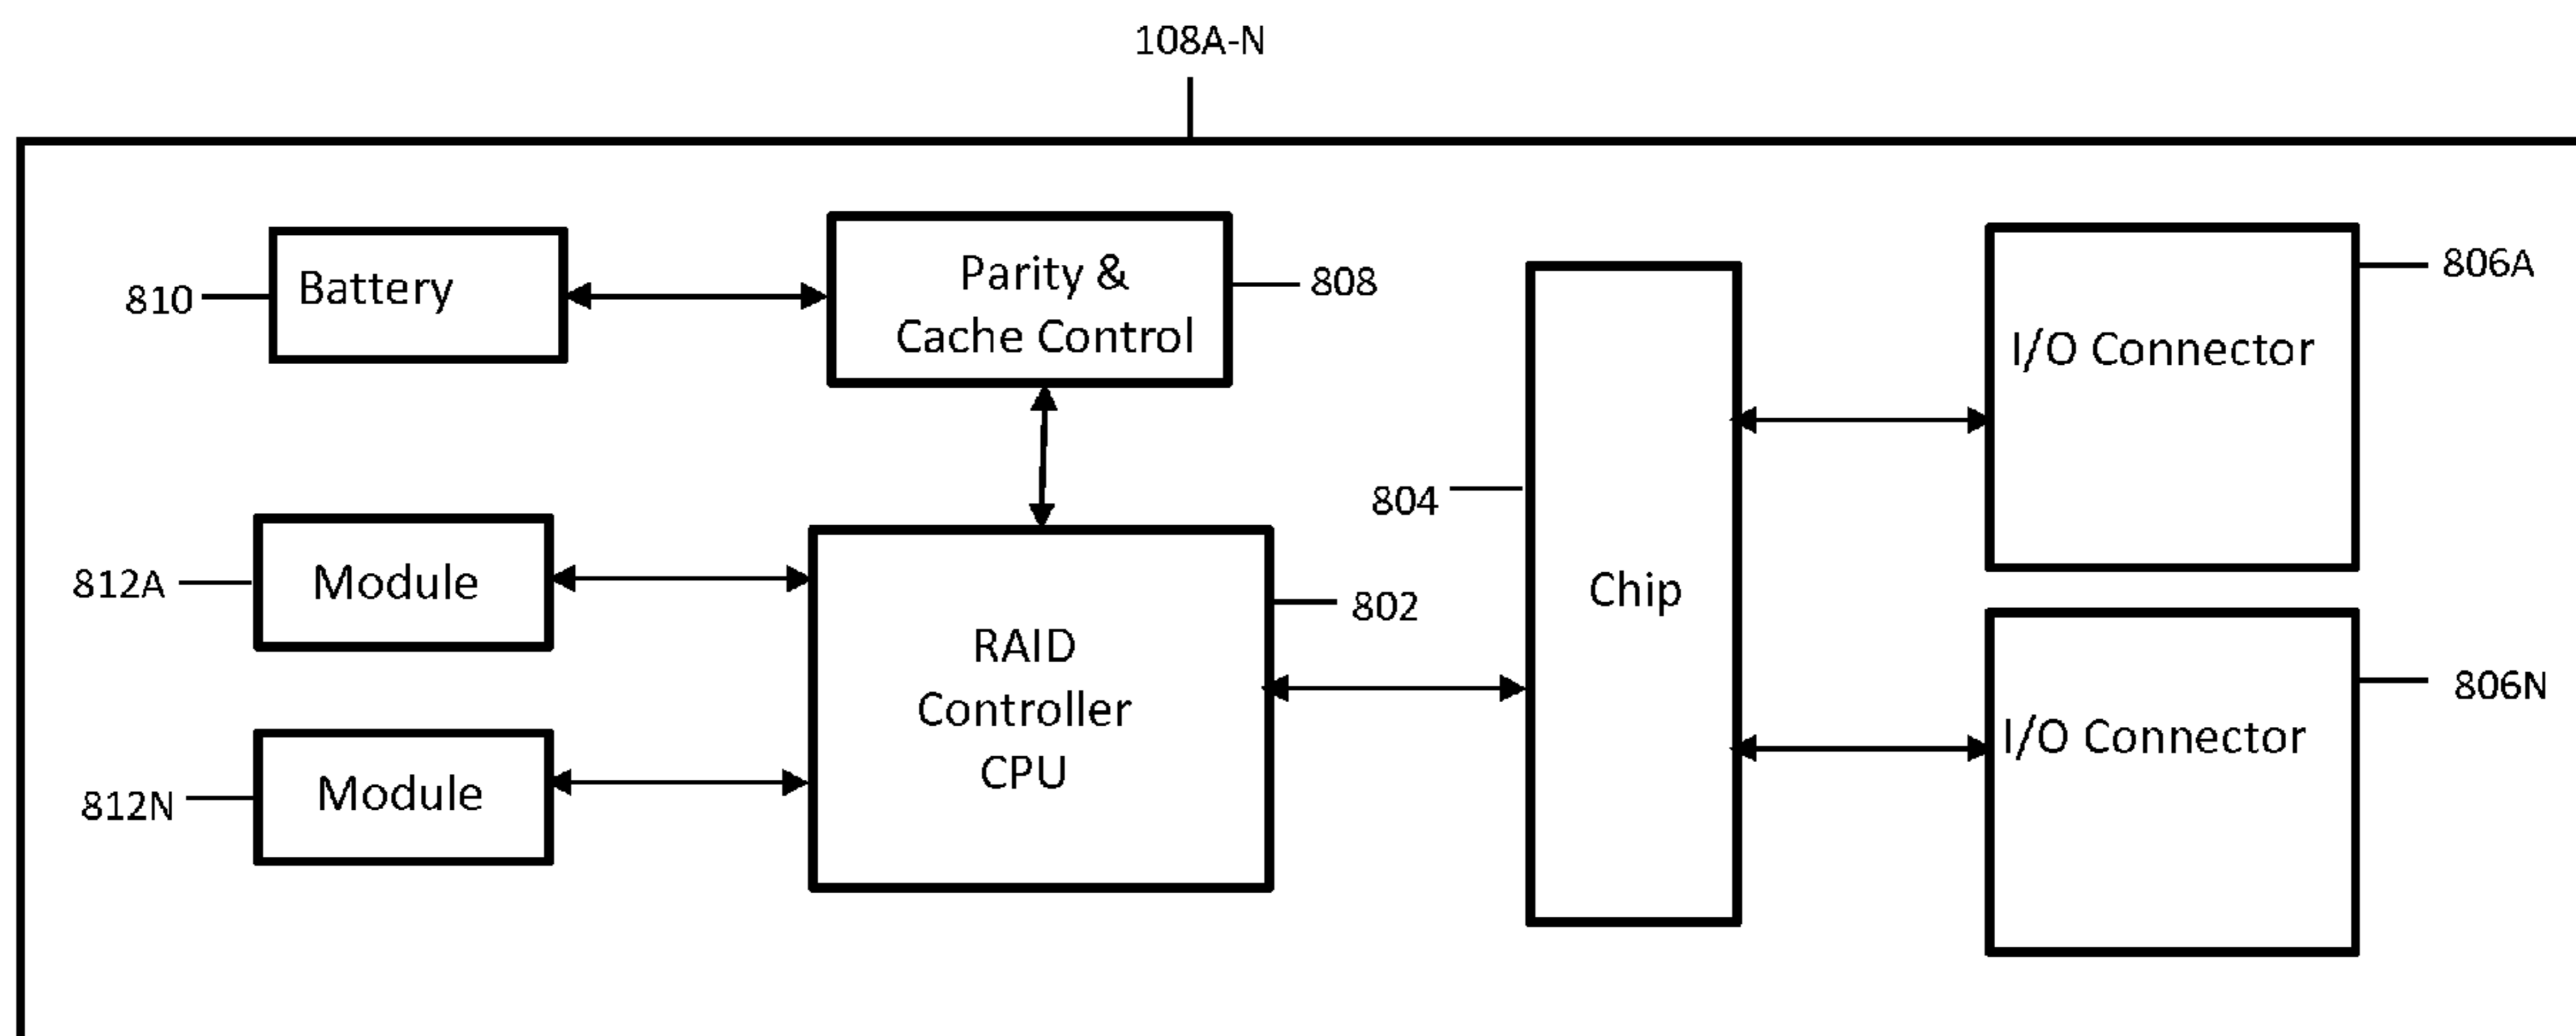 108A-N
810
Battery
Parity &
Cache Control
808
806A
I/O Connector
804
Chip
812A
Module
802
RAID
Controller
CPU
806N
I/O Connector
812N
Module